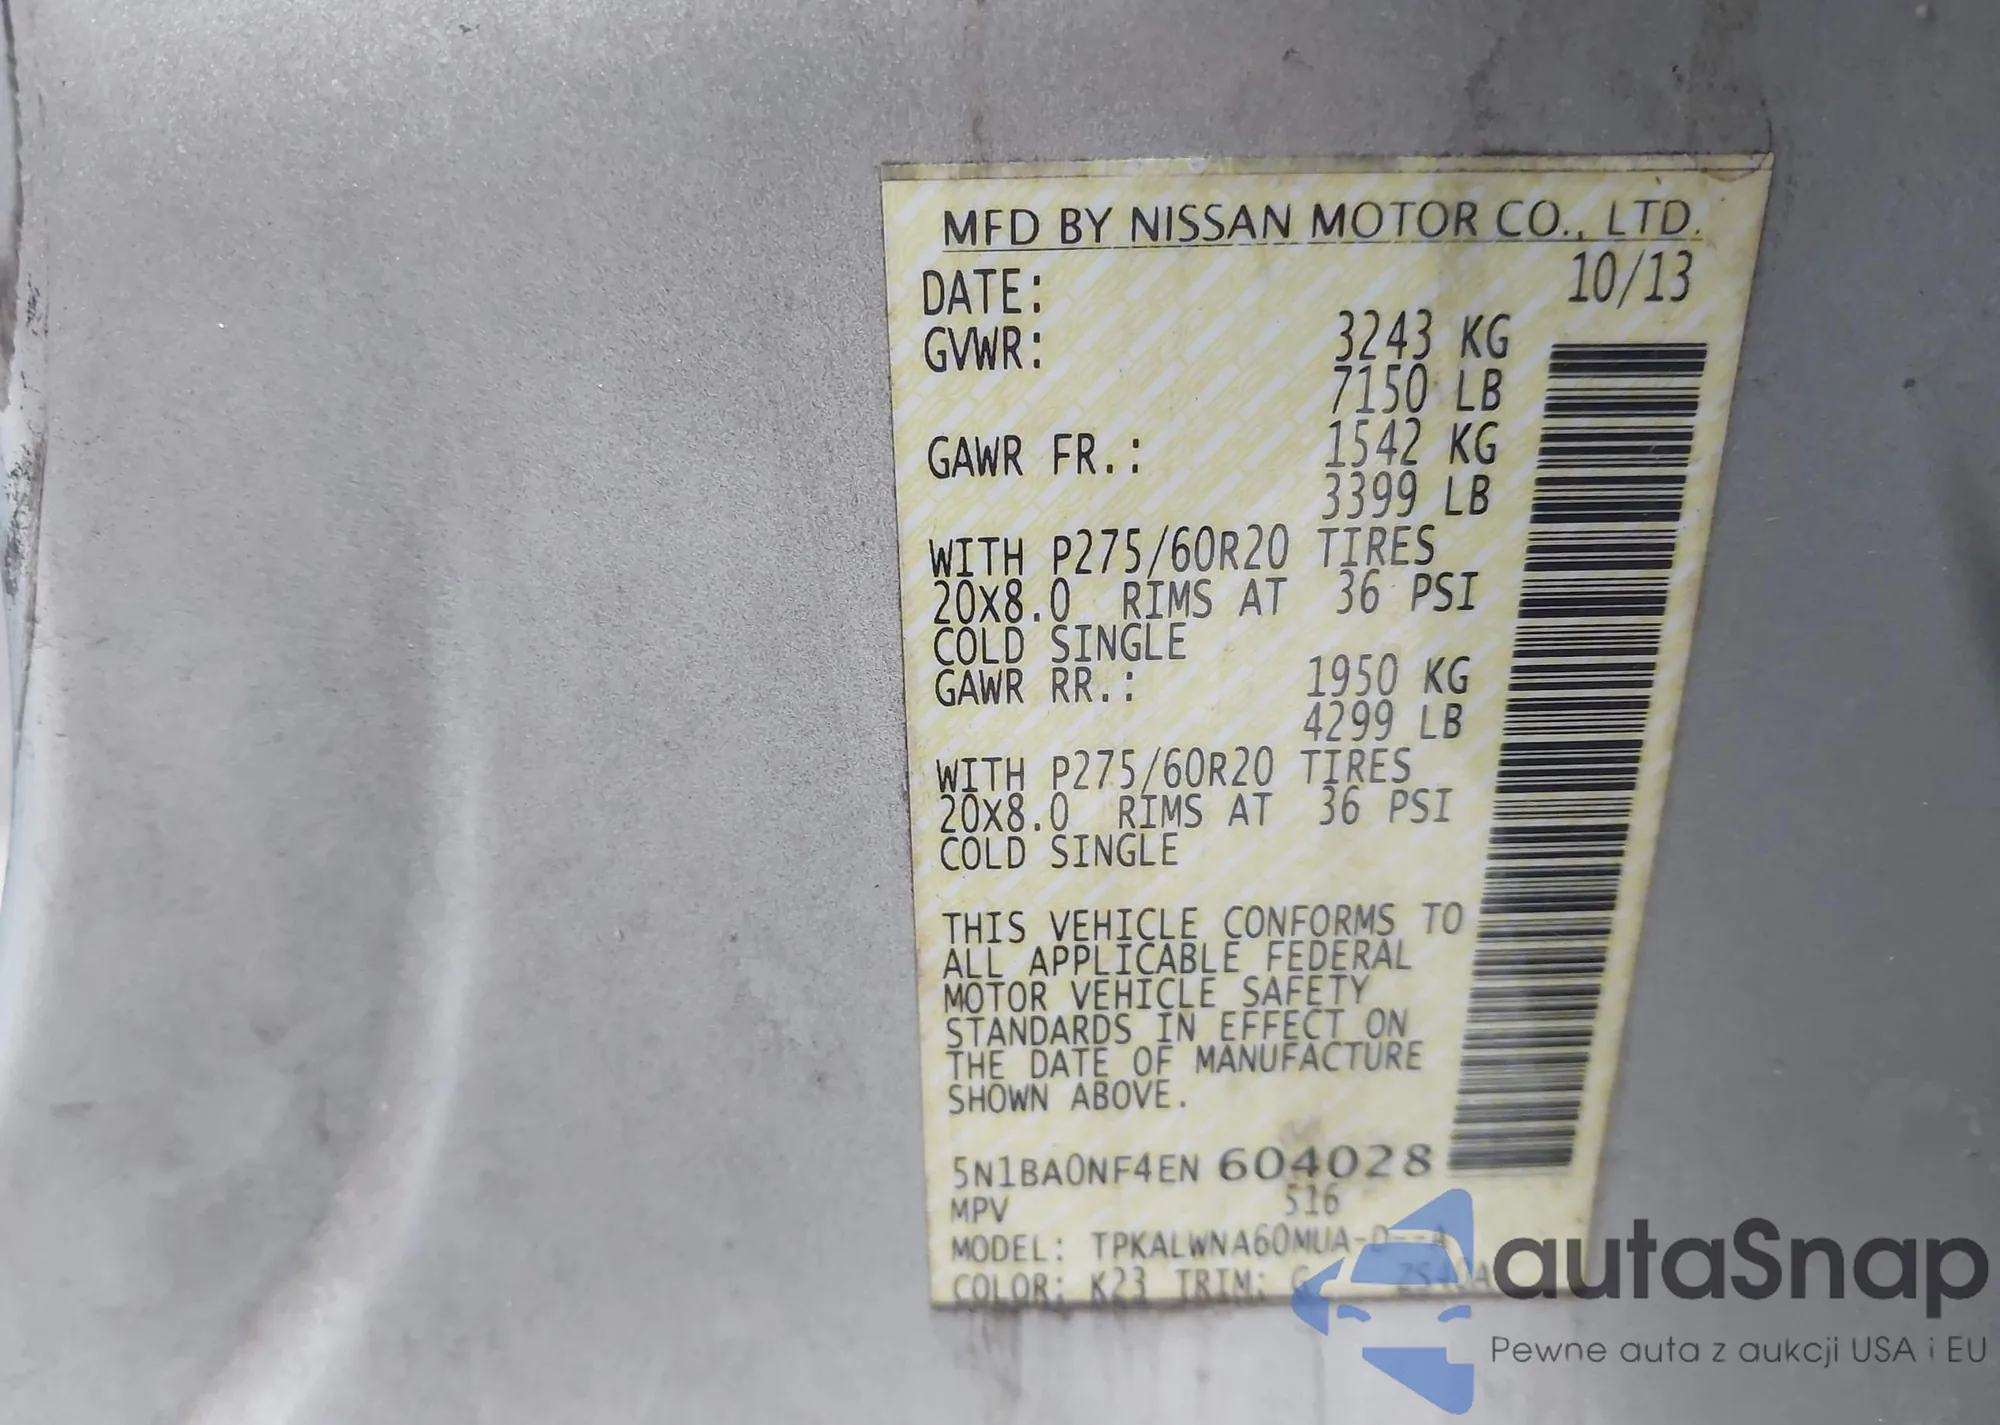 MFD BY NISSAN MOTOR CO., LTD.
DATE: 10/13
GVWR: 3243 KG
7150 LB
GAWR FR.: 1542 KG
3399 LB
WITH P275/60R20 TIRES
20X8.0 RIMS AT 36 PSI
COLD SINGLE
GAWR RR.: 1950 KG
4299 LB
WITH P275/60R20 TIRES
20X8.0 RIMS AT 36 PSI
COLD SINGLE
THIS VEHICLE CONFORMS TO
ALL APPLICABLE FEDERAL
MOTOR VEHICLE SAFETY
STANDARDS IN EFFECT ON
THE DATE OF MANUFACTURE
SHOWN ABOVE.
5N1BA0NF4EN 604028
MPV 516
MODEL: TPKALWNA60MUA-D--A
COLOR: K23 TRIM: G
autaSnap
Pewne auta z aukcji USA i EU